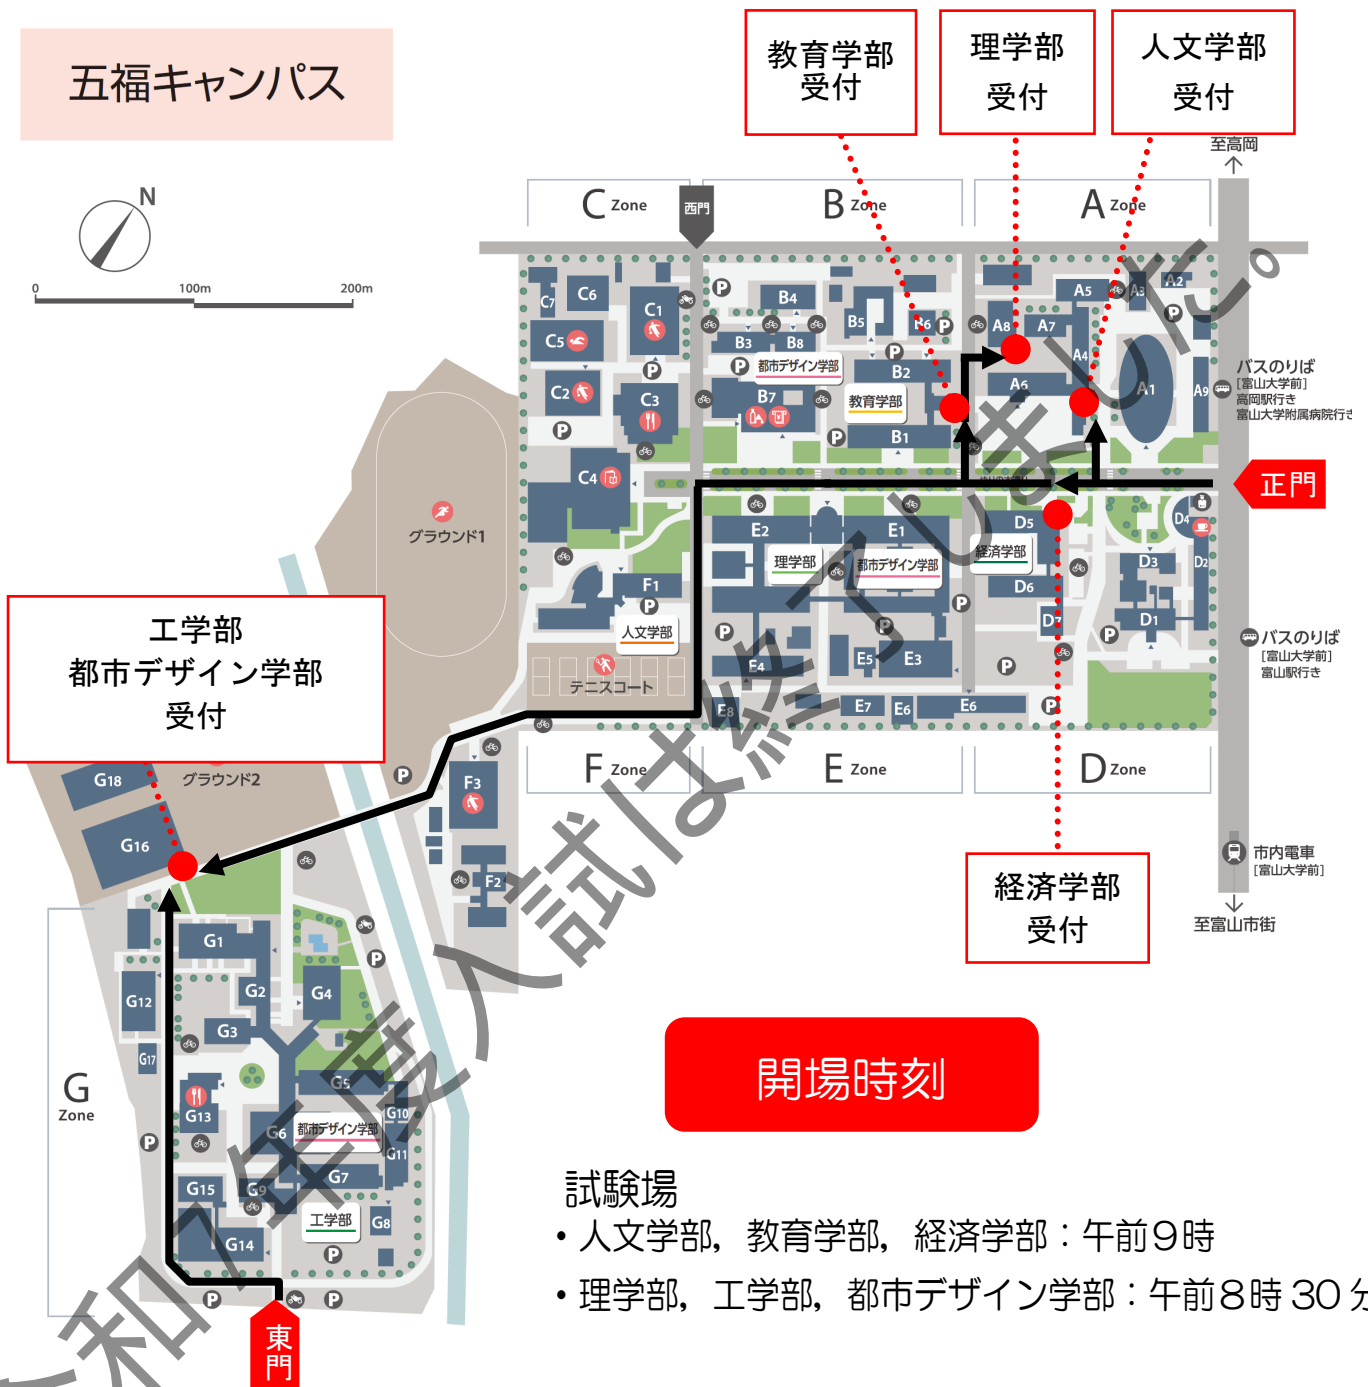 五福キャンパス
教育学部
受付
理学部
受付
人文学部
受付
至高岡
N
0 100m 200m
C Zone
西門
B Zone
A Zone
C7
C6
C1
C5
C2
C3
C4
B4
B5
B6
B3
B8
都市デザイン学部
B2
B7
教育学部
B1
A5
A3
A2
A8
A7
A4
A6
A1
A9
バスのりば
[富山大学前]
高岡駅行き
富山大学附属病院行き
正門
グラウンド1
E2
E1
D5
D4
理学部
都市デザイン学部
経済学部
D3
D2
D6
D7
D1
F1
人文学部
E4
E5
E3
テニスコート
E8
E7
E6
E6
バスのりば
[富山大学前]
富山駅行き
工学部
都市デザイン学部
受付
F Zone
E Zone
D Zone
G18
グラウンド2
F3
G16
F2
市内電車
[富山大学前]
至富山市街
経済学部
受付
G1
G2
G4
G12
G3
G17
G Zone
G5
G13
G10
G6
都市デザイン学部
G11
G7
G15
G9
G8
工学部
G14
東門
開場時刻
試験場
・人文学部，教育学部，経済学部：午前９時
・理学部，工学部，都市デザイン学部：午前８時30分
和7年度入試は終了しました。